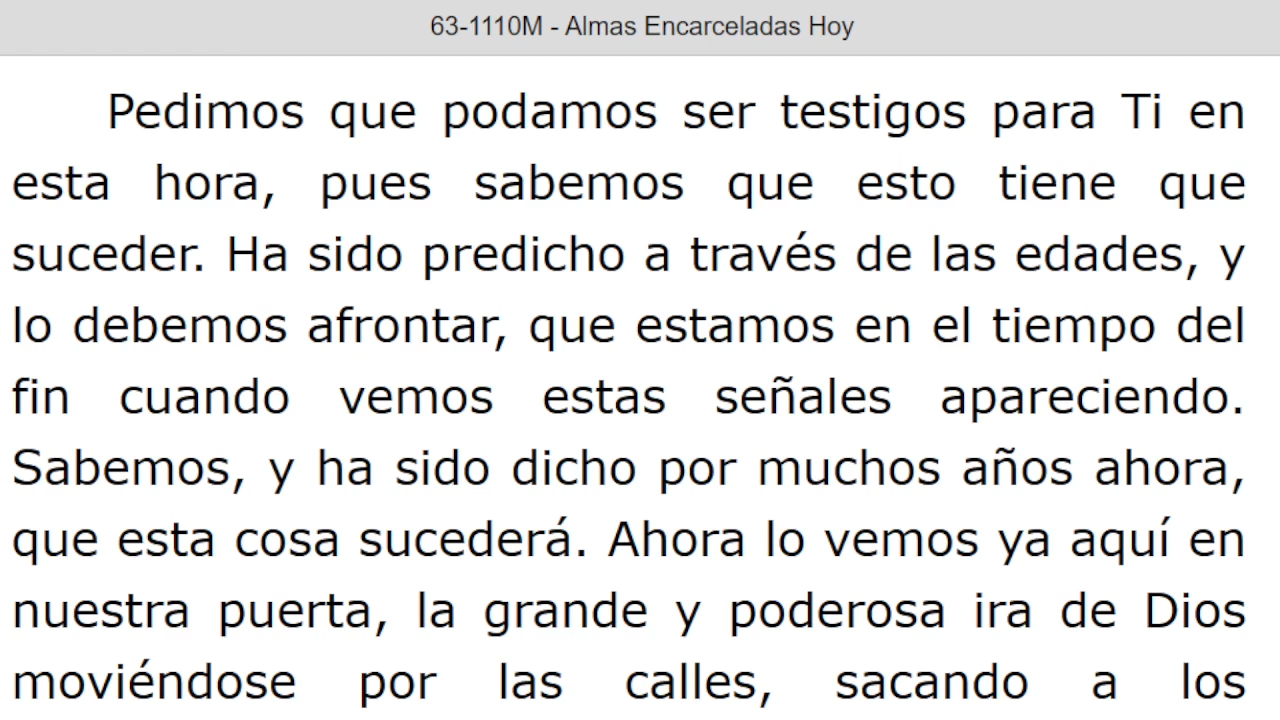 63-1110M - Almas Encarceladas Hoy
Pedimos que podamos ser testigos para Ti en
esta hora, pues sabemos que esto tiene que
suceder. Ha sido predicho a través de las edades, y
lo debemos afrontar, que estamos en el tiempo del
fin cuando vemos estas señales apareciendo.
Sabemos, y ha sido dicho por muchos años ahora,
que esta cosa sucederá. Ahora lo vemos ya aquí en
nuestra puerta, la grande y poderosa ira de Dios
moviéndose por las calles, sacando a los